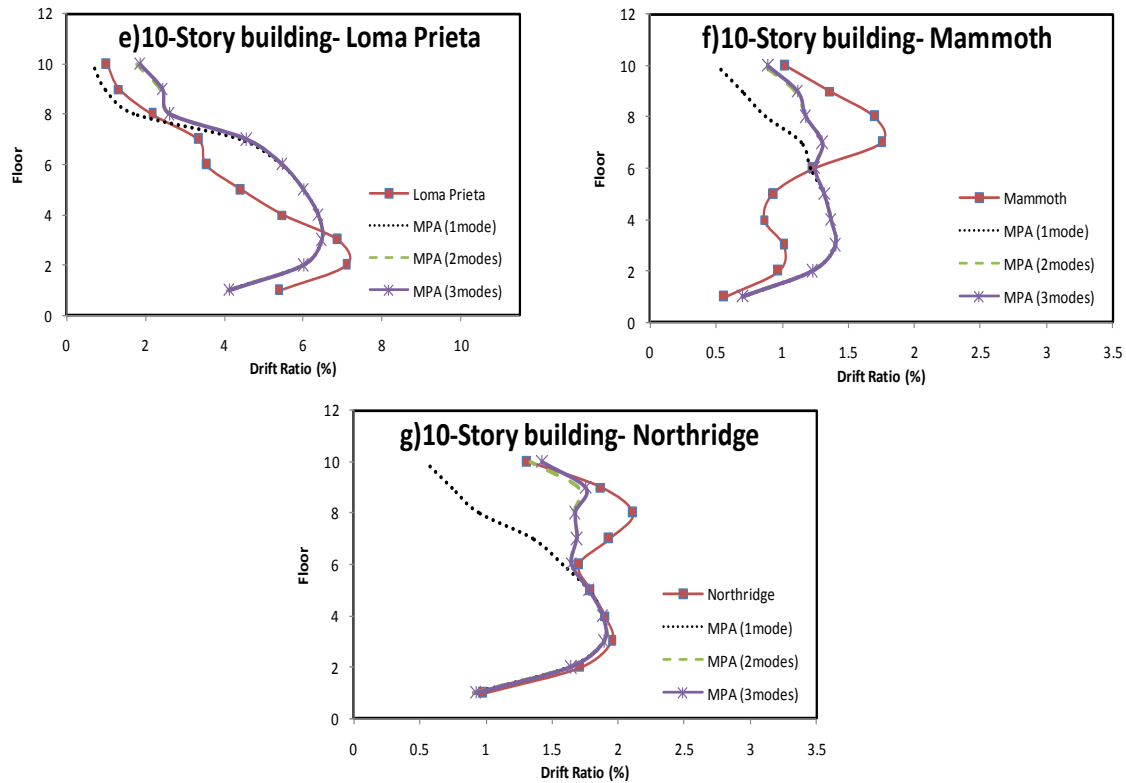 e)10-Story building- Loma Prieta
12
10
8
6
4
2
0
Floor
0 2 4 6 8 10
Drift Ratio (%)
Loma Prieta
MPA (1mode)
MPA (2modes)
MPA (3modes)
f)10-Story building- Mammoth
12
10
8
6
4
2
0
Floor
0 0.5 1 1.5 2 2.5 3 3.5
Drift Ratio (%)
Mammoth
MPA (1mode)
MPA (2modes)
MPA (3modes)
g)10-Story building- Northridge
12
10
8
6
4
2
0
Floor
0 0.5 1 1.5 2 2.5 3 3.5
Drift Ratio (%)
Northridge
MPA (1mode)
MPA (2modes)
MPA (3modes)